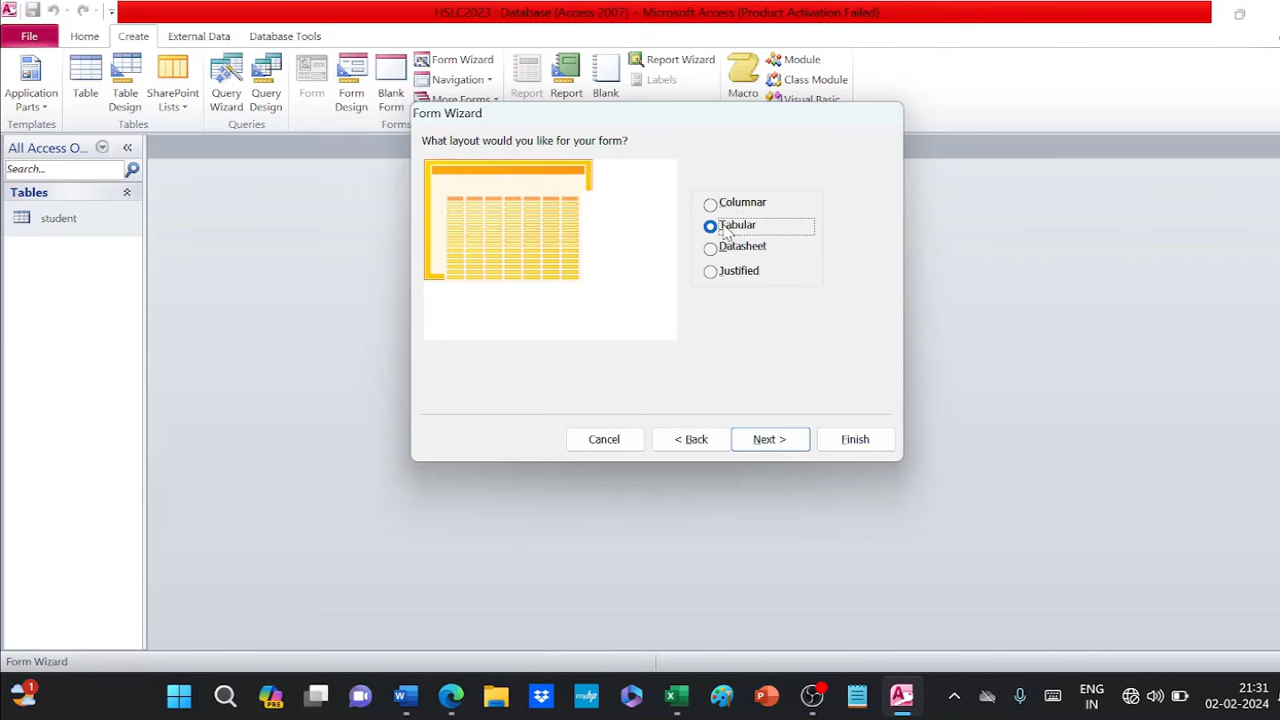 HSLC2023 : Database (Access 2007) - Microsoft Access (Product Activation Failed)
File Home Create External Data Database Tools
Application Parts
Table
Table Design
SharePoint Lists
Query Wizard
Query Design
Form
Form Design
Blank Form
Form Wizard
Navigation
More Forms
Report
Report
Blank
Report Wizard
Labels
Macro
Module
Class Module
Visual Basic
Templates Tables Queries Forms
All Access O...
Search...
Tables
student
Form Wizard
What layout would you like for your form?
Columnar
Tabular
Datasheet
Justified
Cancel < Back Next > Finish
Form Wizard
1
PRE
myhp
ENG
IN
21:31
02-02-2024